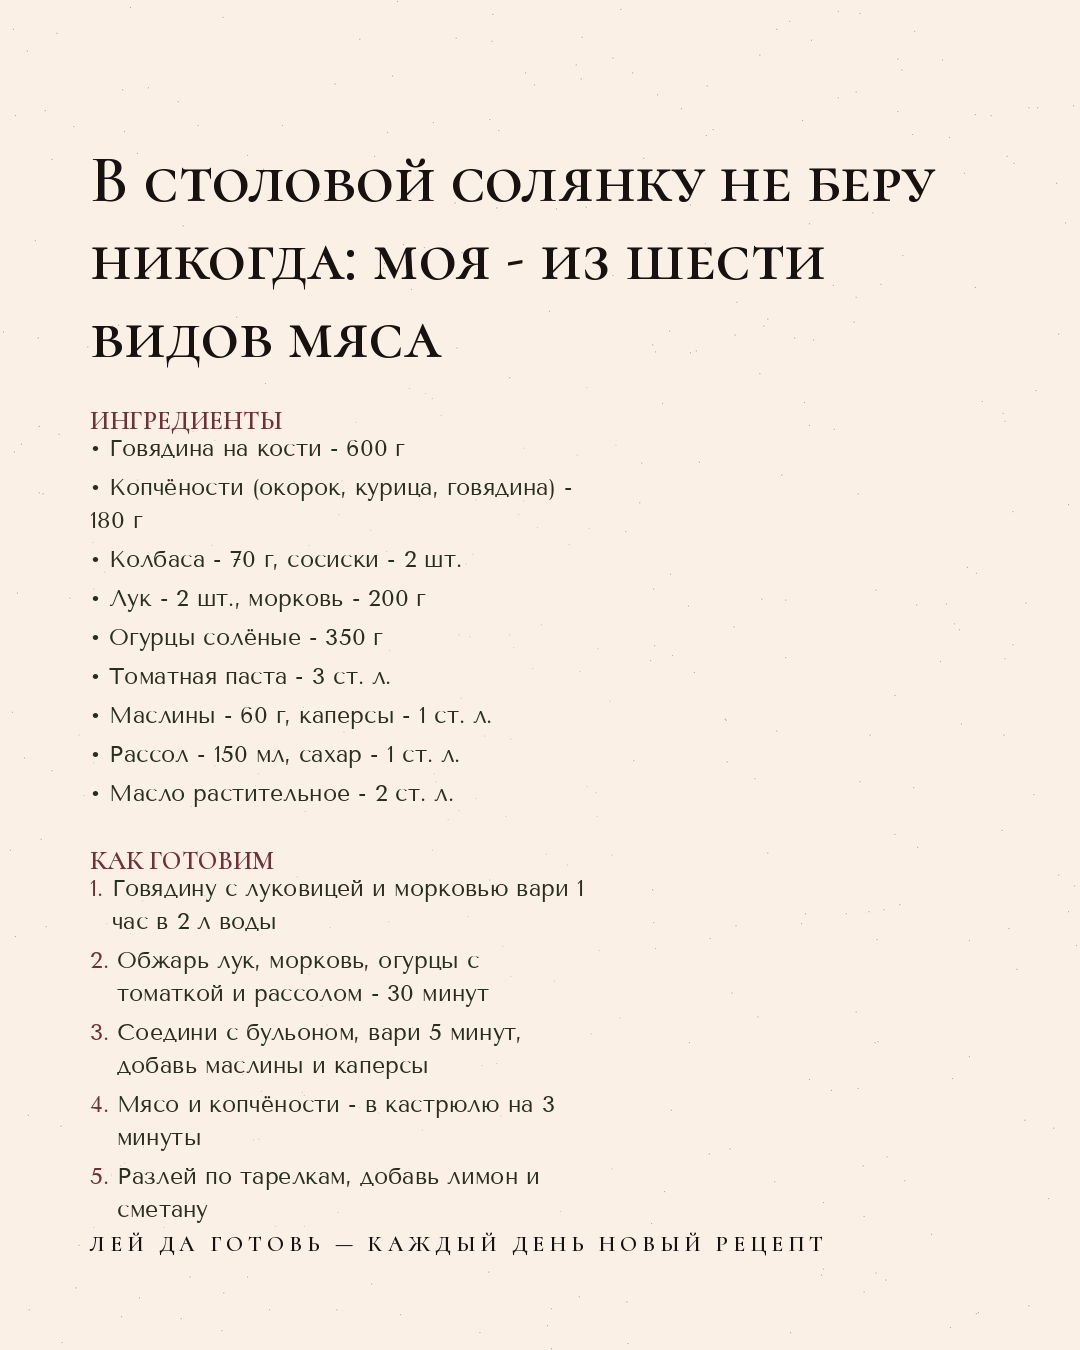 В столовой солянку не беру
никогда: моя - из шести
видов мяса
ИНГРЕДИЕНТЫ
• Говядина на кости - 600 г
• Копчёности (окорок, курица, говядина) -
180 г
• Колбаса - 70 г, сосиски - 2 шт.
• Лук - 2 шт., морковь - 200 г
• Огурцы солёные - 350 г
• Томатная паста - 3 ст. л.
• Маслины - 60 г, каперсы - 1 ст. л.
• Рассол - 150 мл, сахар - 1 ст. л.
• Масло растительное - 2 ст. л.
КАК ГОТОВИМ
1. Говядину с луковицей и морковью вари 1
час в 2 л воды
2. Обжарь лук, морковь, огурцы с
томаткой и рассолом - 30 минут
3. Соедини с бульоном, вари 5 минут,
добавь маслины и каперсы
4. Мясо и копчёности - в кастрюлю на 3
минуты
5. Разлей по тарелкам, добавь лимон и
сметану
ЛЕЙ ДА ГОТОВЬ — КАЖДЫЙ ДЕНЬ НОВЫЙ РЕЦЕПТ